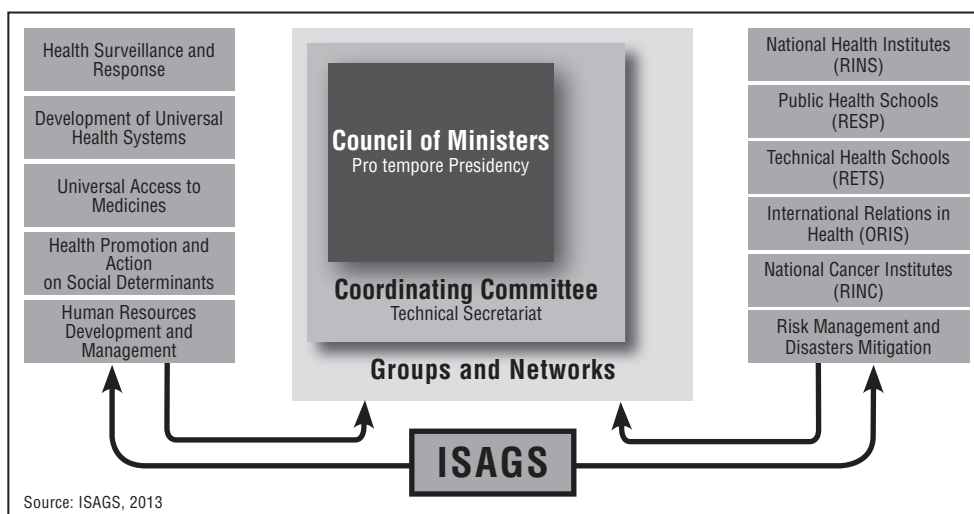 Health Surveillance and
Response
Development of Universal
Health Systems
Universal Access to
Medicines
Health Promotion and
Action
on Social Determinants
Human Resources
Development and
Management
Council of Ministers
Pro tempore Presidency
Coordinating Committee
Technical Secretariat
Groups and Networks
National Health Institutes
(RINS)
Public Health Schools
(RESP)
Technical Health Schools
(RETS)
International Relations in
Health (ORIS)
National Cancer Institutes
(RINC)
Risk Management and
Disasters Mitigation
ISAGS
Source: ISAGS, 2013